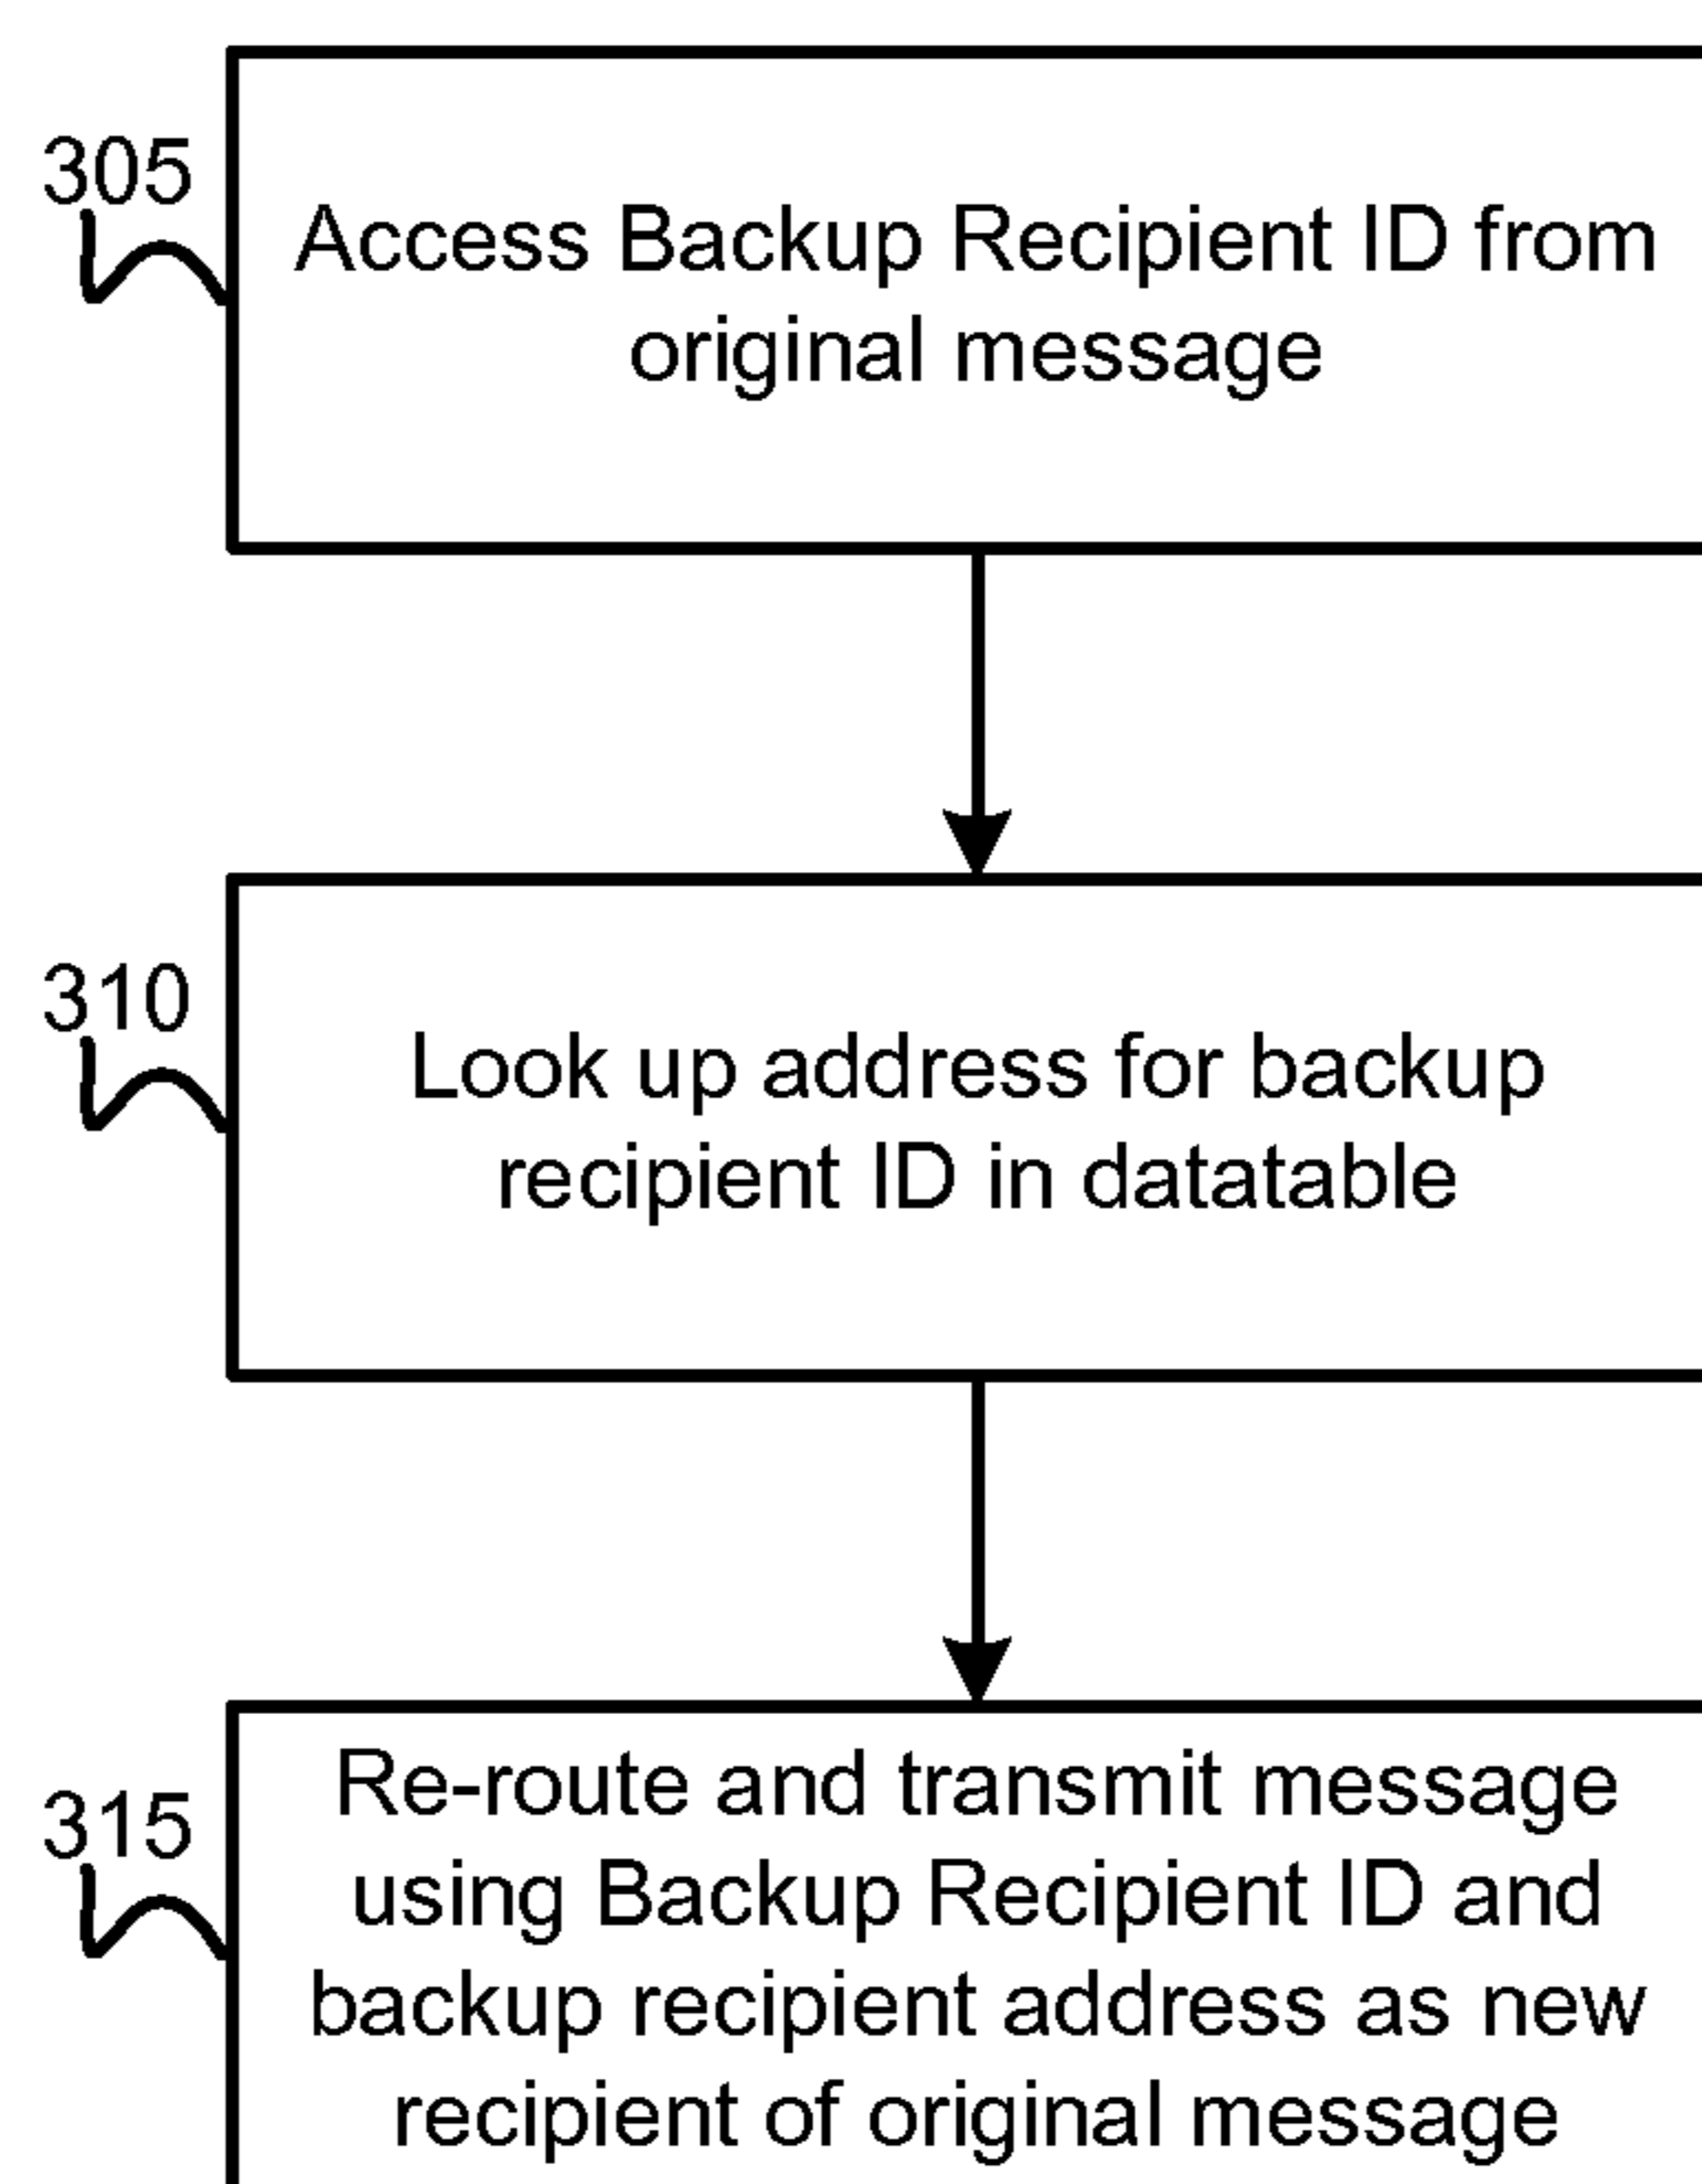 305
Access Backup Recipient ID from
original message
310
Look up address for backup
recipient ID in datatable
315
Re-route and transmit message
using Backup Recipient ID and
backup recipient address as new
recipient of original message